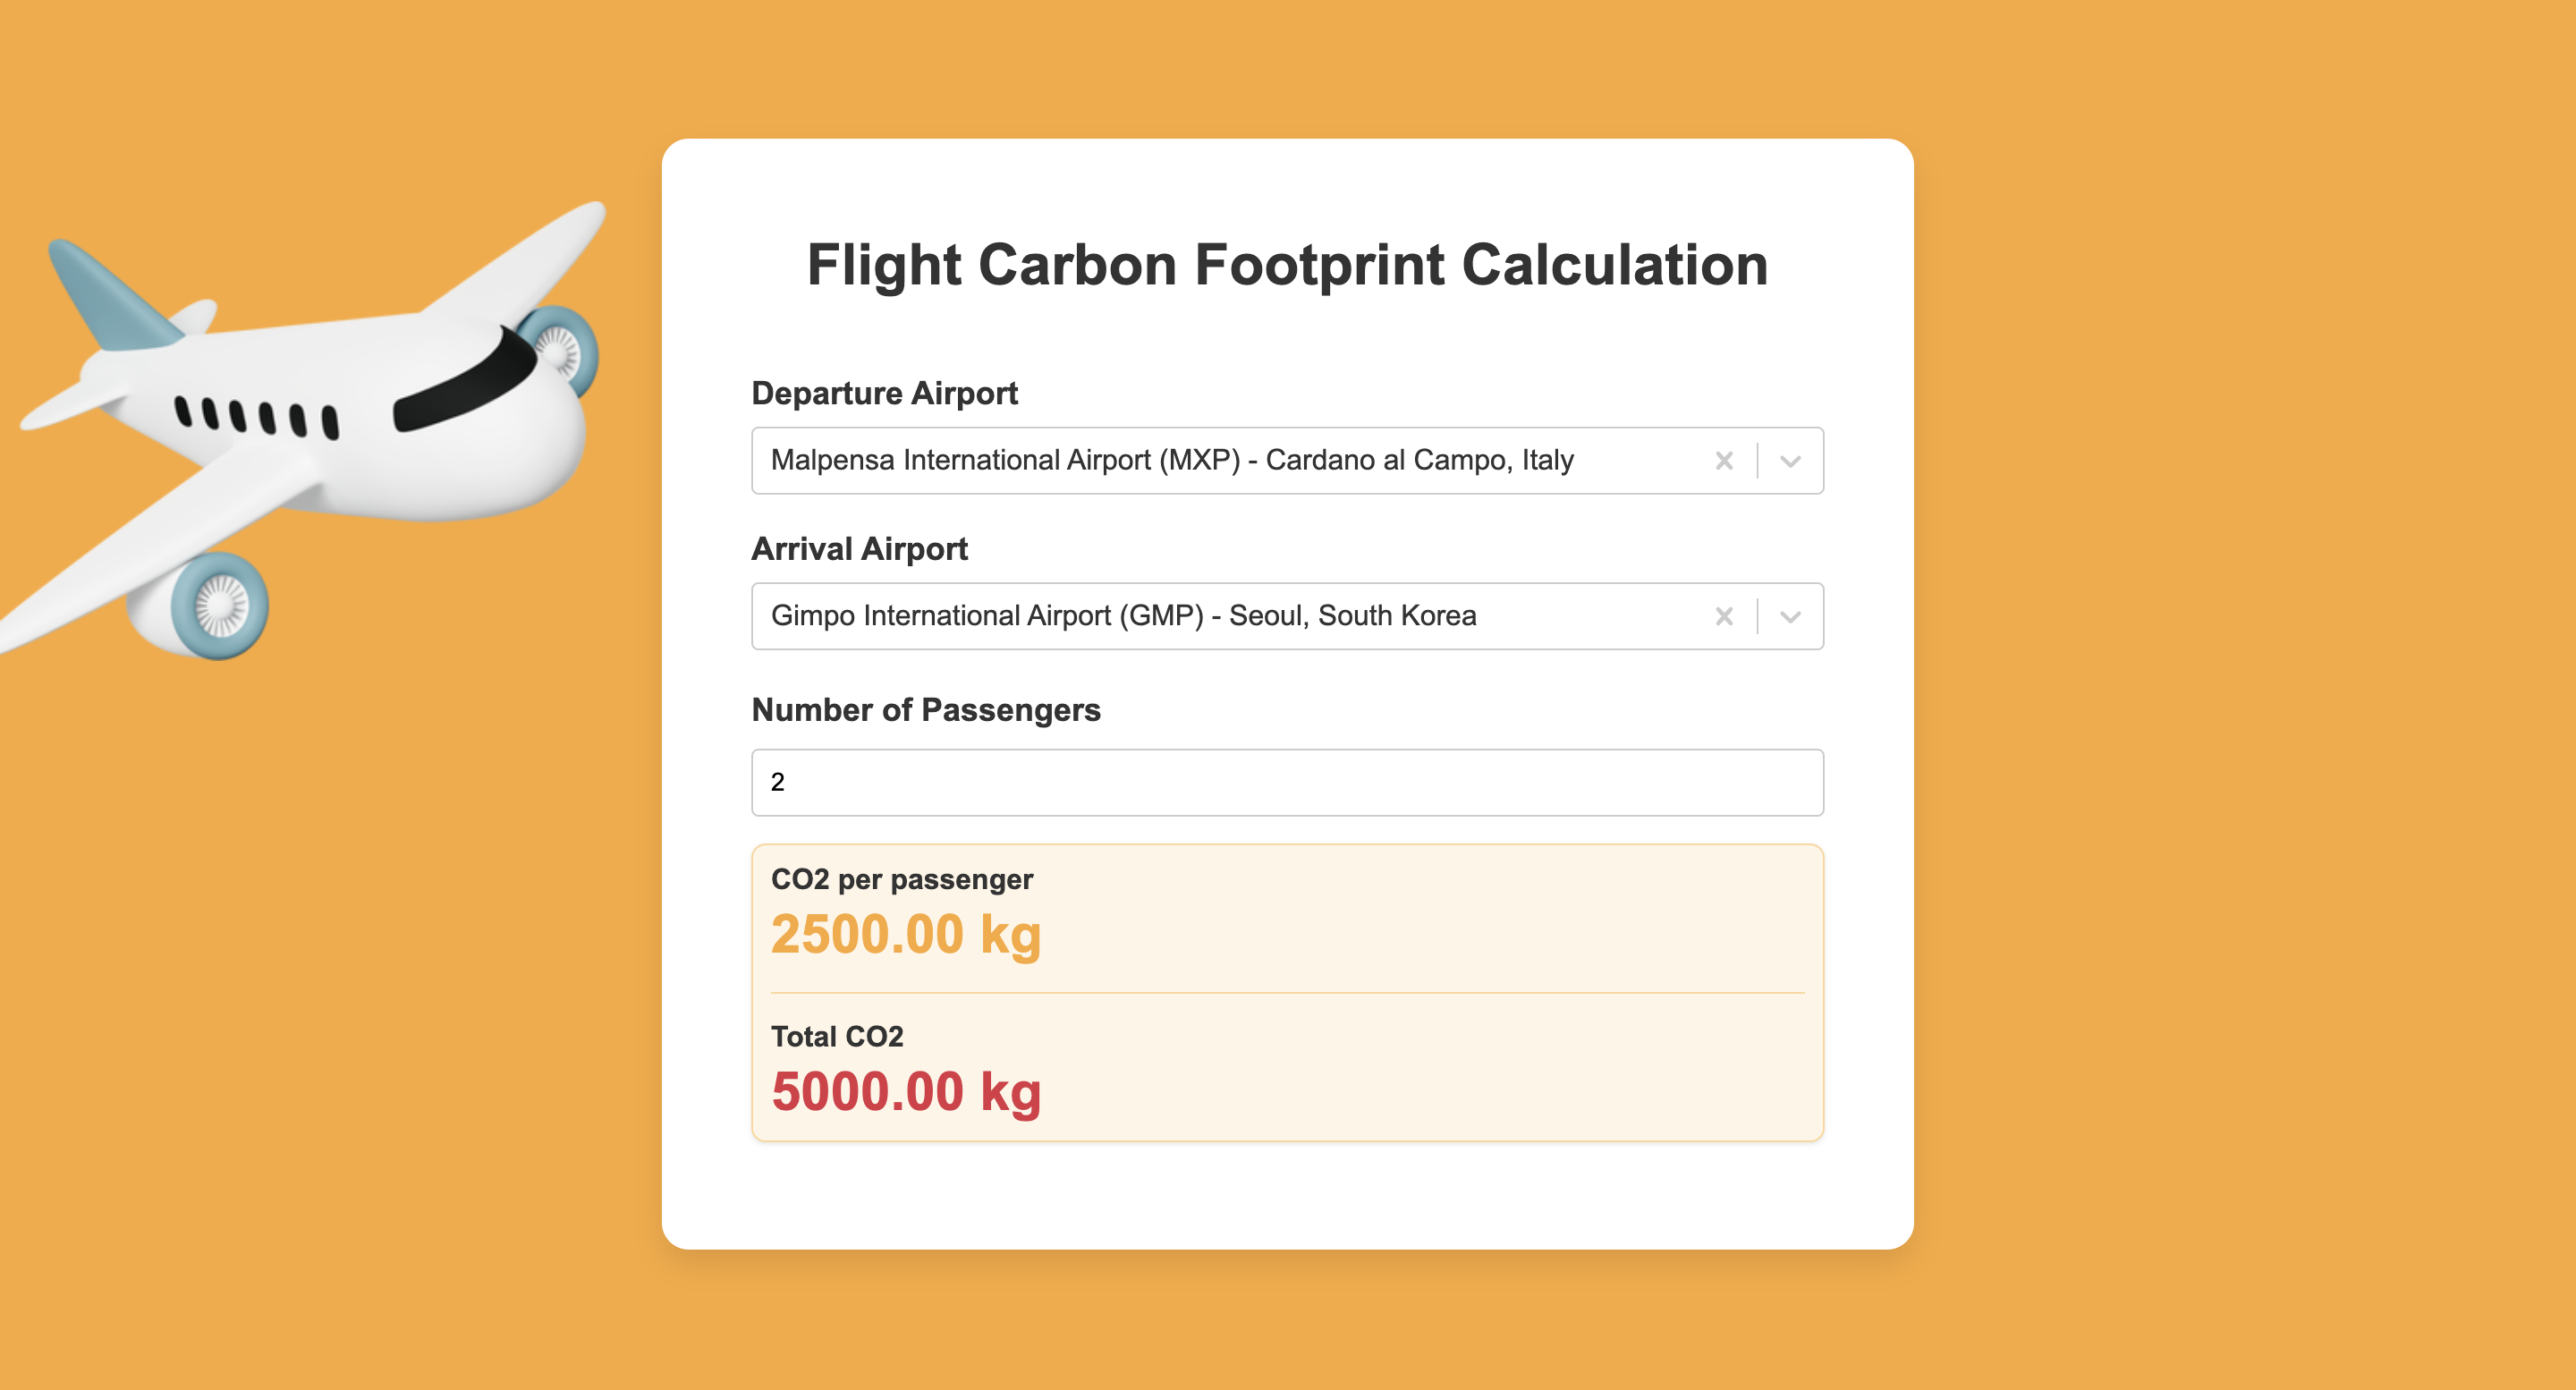 Flight Carbon Footprint Calculation
Departure Airport
Malpensa International Airport (MXP) - Cardano al Campo, Italy
Arrival Airport
Gimpo International Airport (GMP) - Seoul, South Korea
Number of Passengers
2
CO2 per passenger
2500.00 kg
Total CO2
5000.00 kg